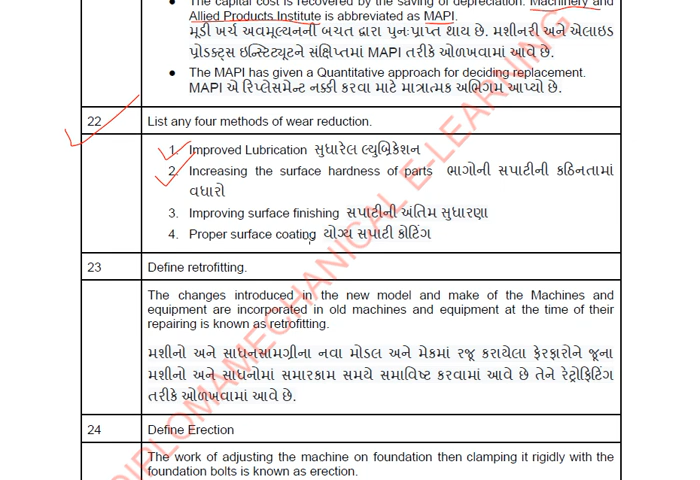 The capital cost is recovered by the saving of depreciation. Machinery and
Allied Products Institute is abbreviated as MAPI.
મૂડી ખર્ચ અવમૂલ્યનની બચત દ્વારા પુનઃપ્રાપ્ત થાય છે. મશીનરી અને એલાઇડ
પ્રોડક્ટ્સ ઇન્સ્ટિટ્યૂટને સંક્ષિપ્તમાં MAPI તરીકે ઓળખવામાં આવે છે.
● The MAPI has given a Quantitative approach for deciding replacement.
MAPI એ રિપ્લેસમેન્ટ નક્કી કરવા માટે માત્રાત્મક અભિગમ આપ્યો છે.
22 List any four methods of wear reduction.
1. Improved Lubrication સુધારેલ લ્યુબ્રિકેશન
2. Increasing the surface hardness of parts ભાગોની સપાટીની કઠિનતામાં
વધારો
3. Improving surface finishing સપાટીની અંતિમ સુધારણા
4. Proper surface coating યોગ્ય સપાટી કોટિંગ
23 Define retrofitting.
The changes introduced in the new model and make of the Machines and
equipment are incorporated in old machines and equipment at the time of their
repairing is known as retrofitting.
મશીનો અને સાધનસામગ્રીના નવા મોડલ અને મેકમાં રજૂ કરાયેલા ફેરફારોને જૂના
મશીનો અને સાધનોમાં સમારકામ સમયે સમાવિષ્ટ કરવામાં આવે છે તેને રેટ્રોફિટિંગ
તરીકે ઓળખવામાં આવે છે.
24 Define Erection
The work of adjusting the machine on foundation then clamping it rigidly with the
foundation bolts is known as erection.
DIPLOMAMECHANICAL E-LEARNING